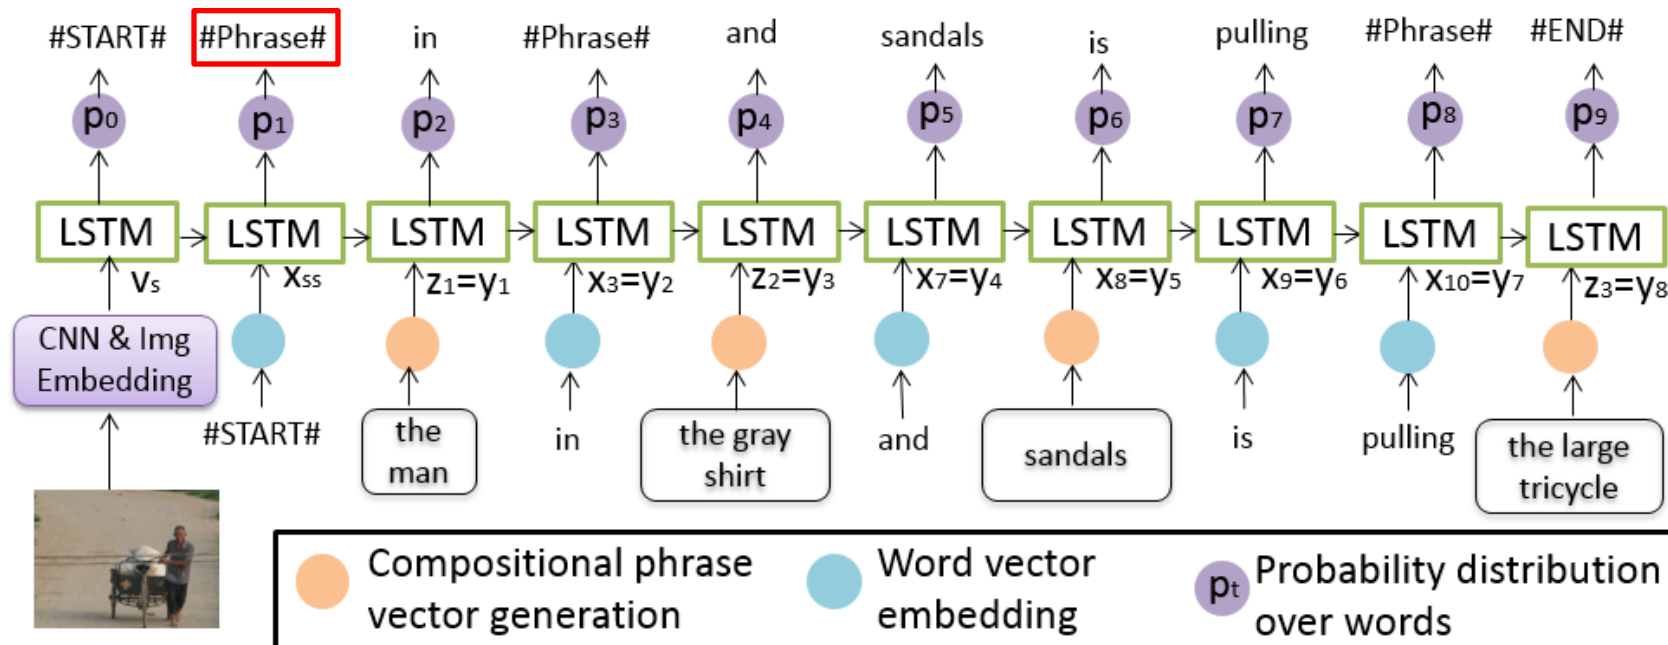 #START# #Phrase# in #Phrase# and sandals is pulling #Phrase# #END#
p0 p1 p2 p3 p4 p5 p6 p7 p8 p9
LSTM LSTM LSTM LSTM LSTM LSTM LSTM LSTM LSTM LSTM
vs xss z1=y1 x3=y2 z2=y3 x7=y4 x8=y5 x9=y6 x10=y7 z3=y8
CNN & Img
Embedding
#START#
the
man
in
the gray
shirt
and
sandals
is
pulling
the large
tricycle
Compositional phrase
vector generation
Word vector
embedding
pt
Probability distribution
over words